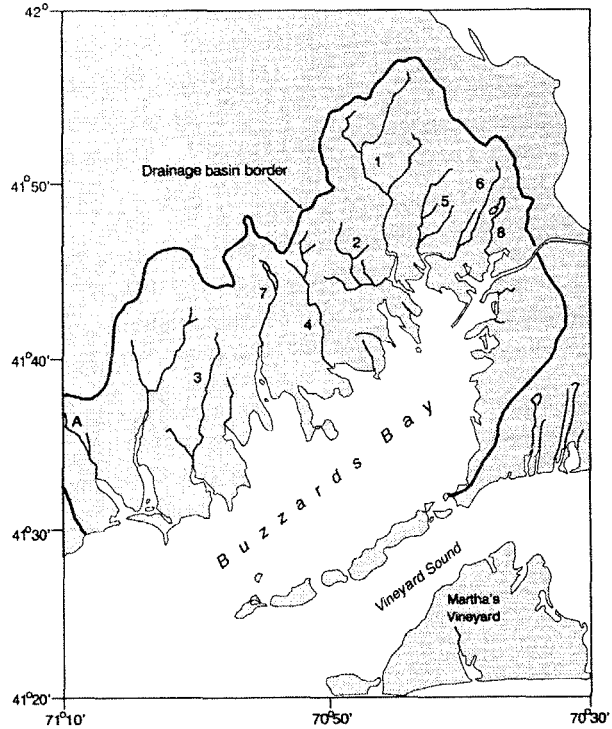 42°
41°50'
41°40'
41°30'
41°20'
71°10'
70°50'
70°30'
Drainage basin border
1
2
3
4
5
6
7
8
A
Buzzards Bay
Vineyard Sound
Martha's
Vineyard